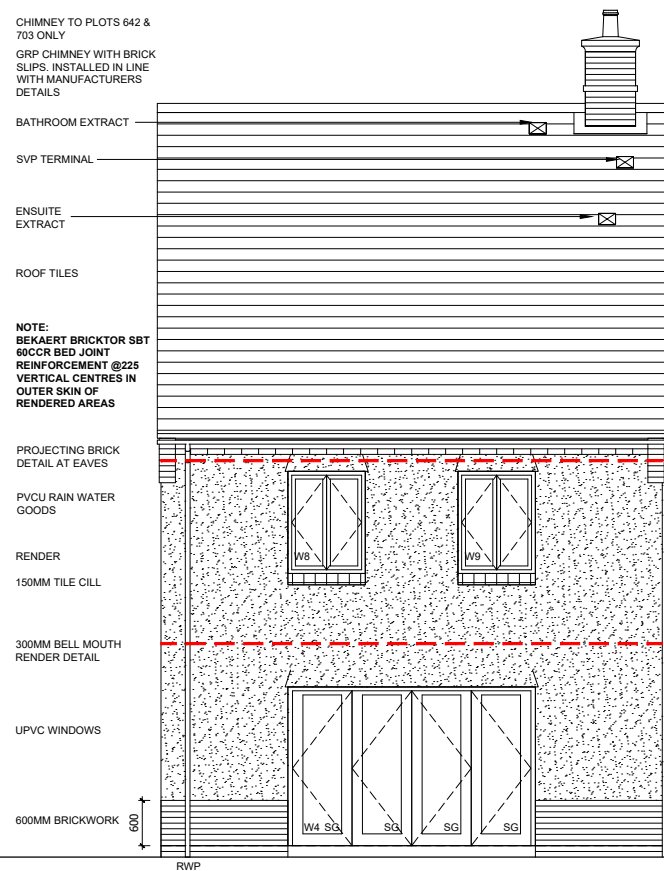 CHIMNEY TO PLOTS 642 &
703 ONLY
GRP CHIMNEY WITH BRICK
SLIPS. INSTALLED IN LINE
WITH MANUFACTURERS
DETAILS
BATHROOM EXTRACT
SVP TERMINAL
ENSUITE
EXTRACT
ROOF TILES
NOTE:
BEKAERT BRICKTOR SBT
60CCR BED JOINT
REINFORCEMENT @225
VERTICAL CENTRES IN
OUTER SKIN OF
RENDERED AREAS
PROJECTING BRICK
DETAIL AT EAVES
PVCU RAIN WATER
GOODS
RENDER
W8
W9
150MM TILE CILL
300MM BELL MOUTH
RENDER DETAIL
UPVC WINDOWS
600MM BRICKWORK
600
W4 SG
SG
SG
SG
RWP